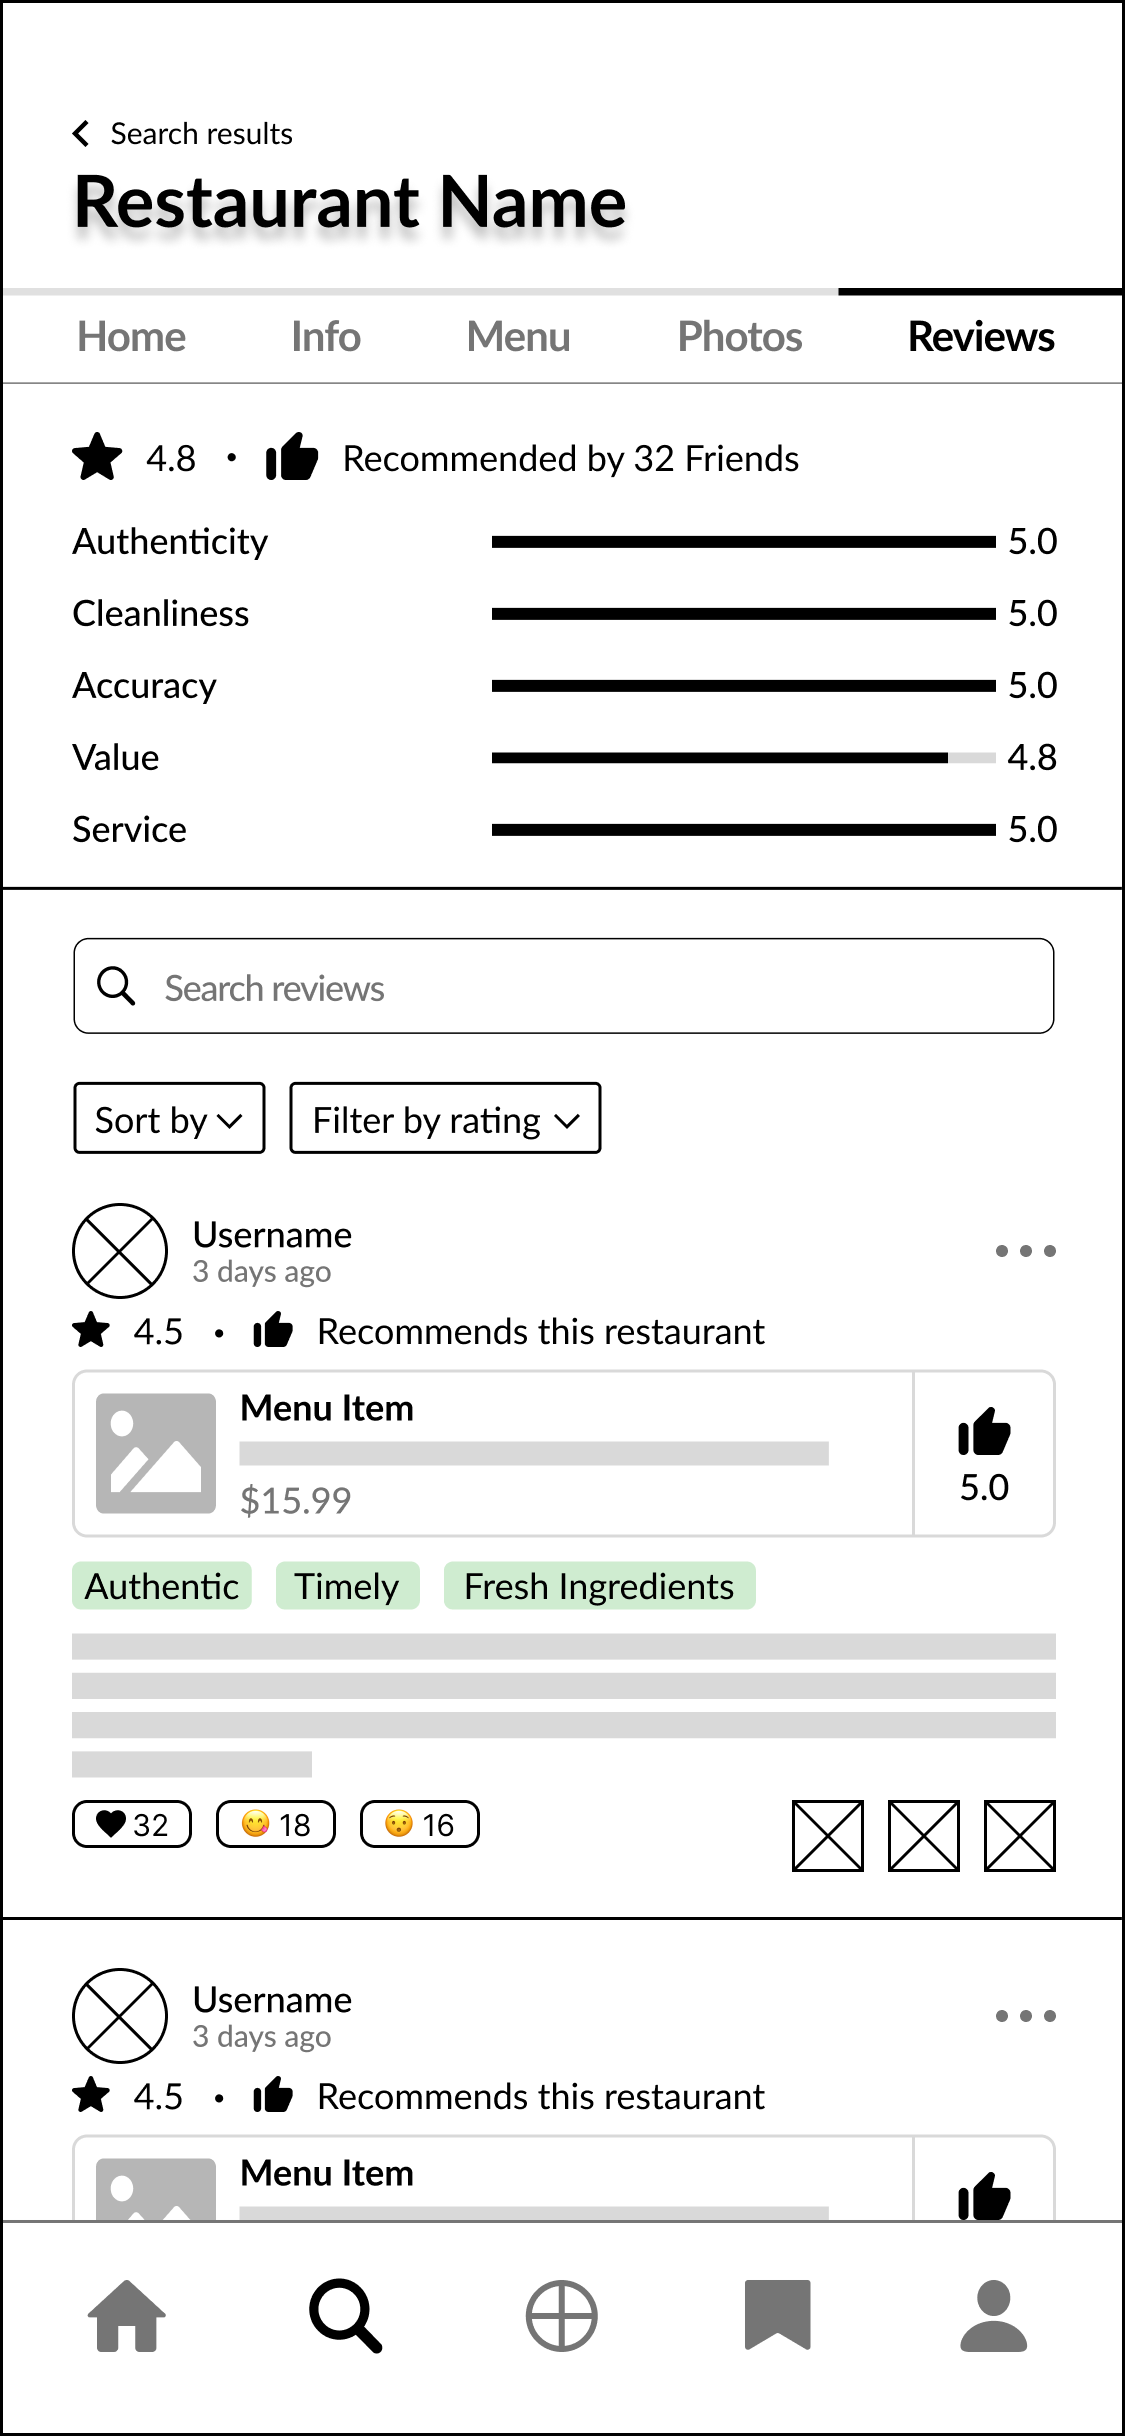 Search results
Restaurant Name
Home Info Menu Photos Reviews
4.8 • Recommended by 32 Friends
Authenticity 5.0
Cleanliness 5.0
Accuracy 5.0
Value 4.8
Service 5.0
Search reviews
Sort by Filter by rating
Username
3 days ago
4.5 • Recommends this restaurant
Menu Item
$15.99
5.0
Authentic Timely Fresh Ingredients
32 😋 18 😯 16
Username
3 days ago
4.5 • Recommends this restaurant
Menu Item